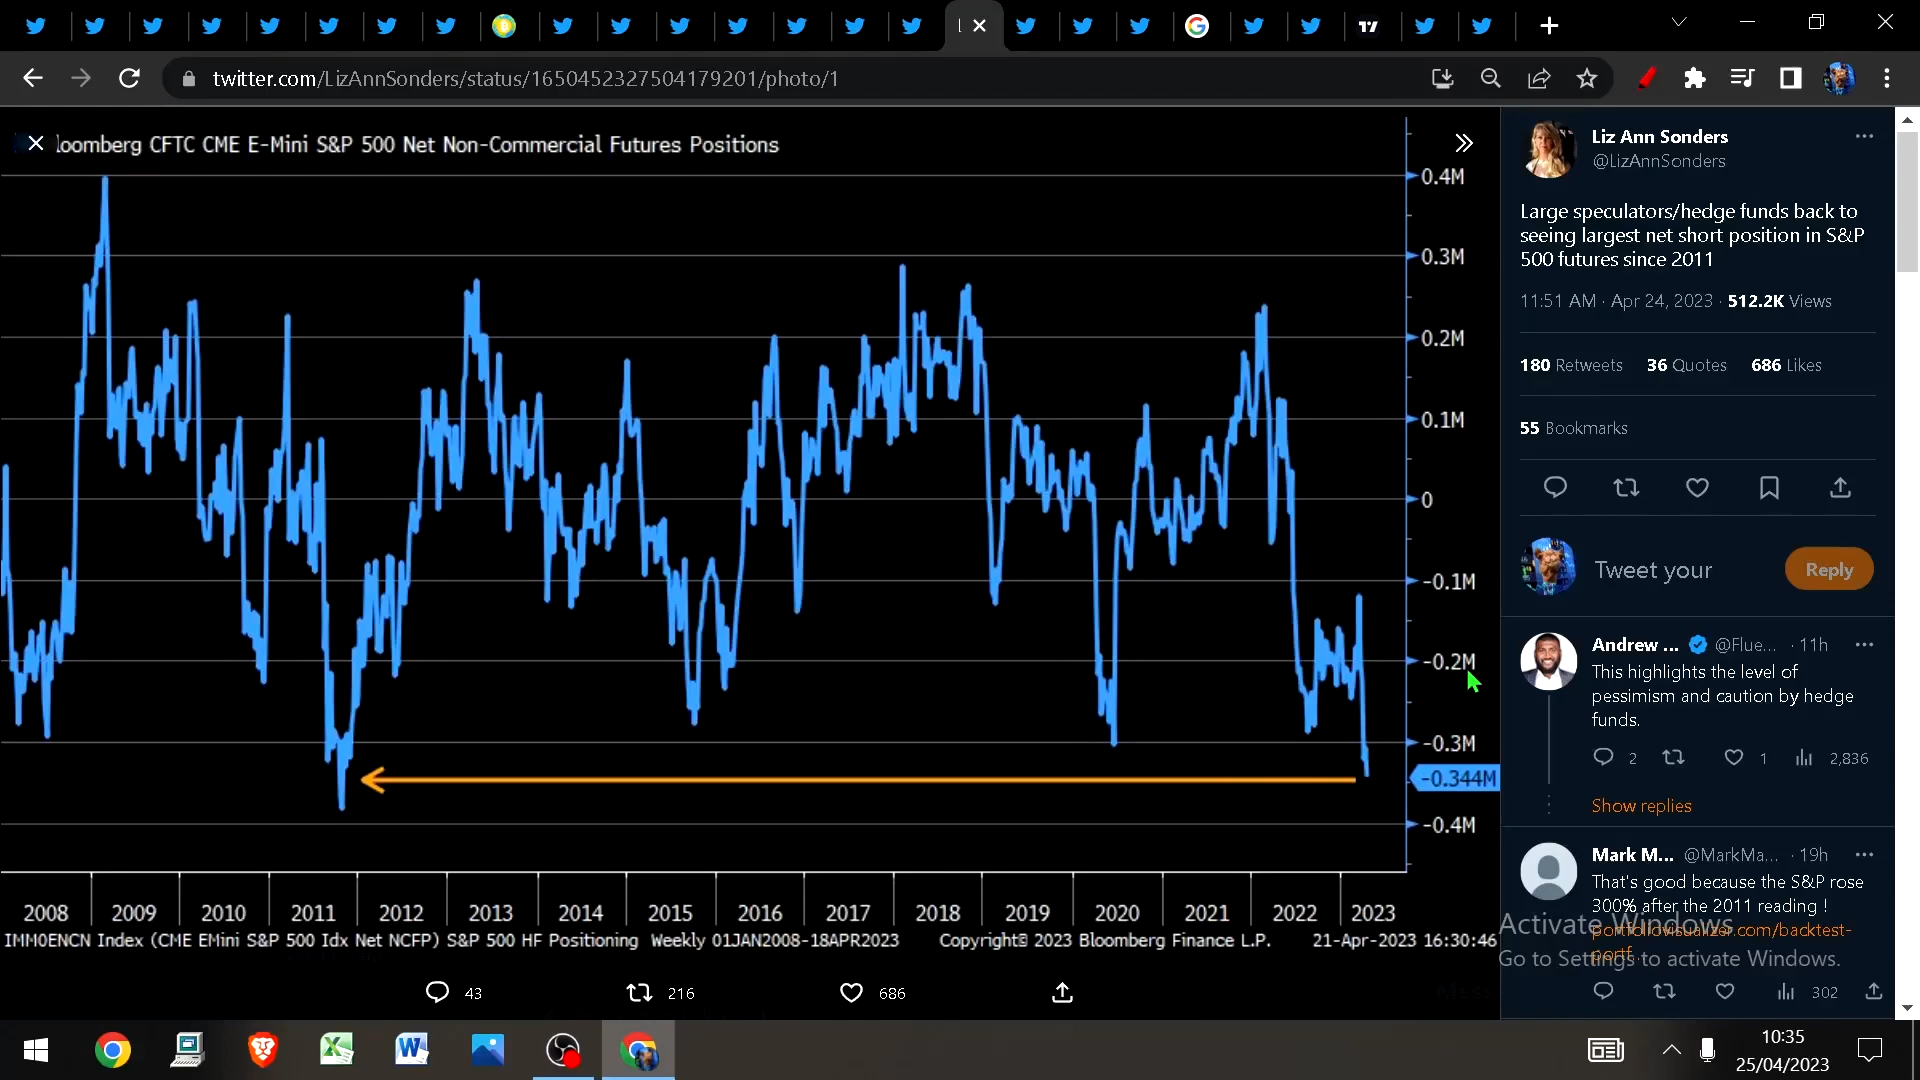 twitter.com/LizAnnSonders/status/1650452327504179201/photo/1
loomberg CFTC CME E-Mini S&P 500 Net Non-Commercial Futures Positions
0.4M
0.3M
0.2M
0.1M
0
-0.1M
-0.2M
-0.3M
-0.344M
-0.4M
2008 2009 2010 2011 2012 2013 2014 2015 2016 2017 2018 2019 2020 2021 2022 2023
IMM0ENCN Index (CME EMini S&P 500 Idx Net NCFP) S&P 500 HF Positioning Weekly 01JAN2008-18APR2023 Copyright© 2023 Bloomberg Finance L.P. 21-Apr-2023 16:30:46
43 216 686
Liz Ann Sonders
@LizAnnSonders
Large speculators/hedge funds back to
seeing largest net short position in S&P
500 futures since 2011
11:51 AM · Apr 24, 2023 · 512.2K Views
180 Retweets 36 Quotes 686 Likes
55 Bookmarks
Tweet your
Reply
Andrew ... @Flue... · 11h
This highlights the level of
pessimism and caution by hedge
funds.
2 1 2,836
Show replies
Mark M... @MarkMa... · 19h
That's good because the S&P rose
300% after the 2011 reading !
portfoliovisualizer.com/backtest-
portf...
302
Activate Windows
Go to Settings to activate Windows.
10:35
25/04/2023